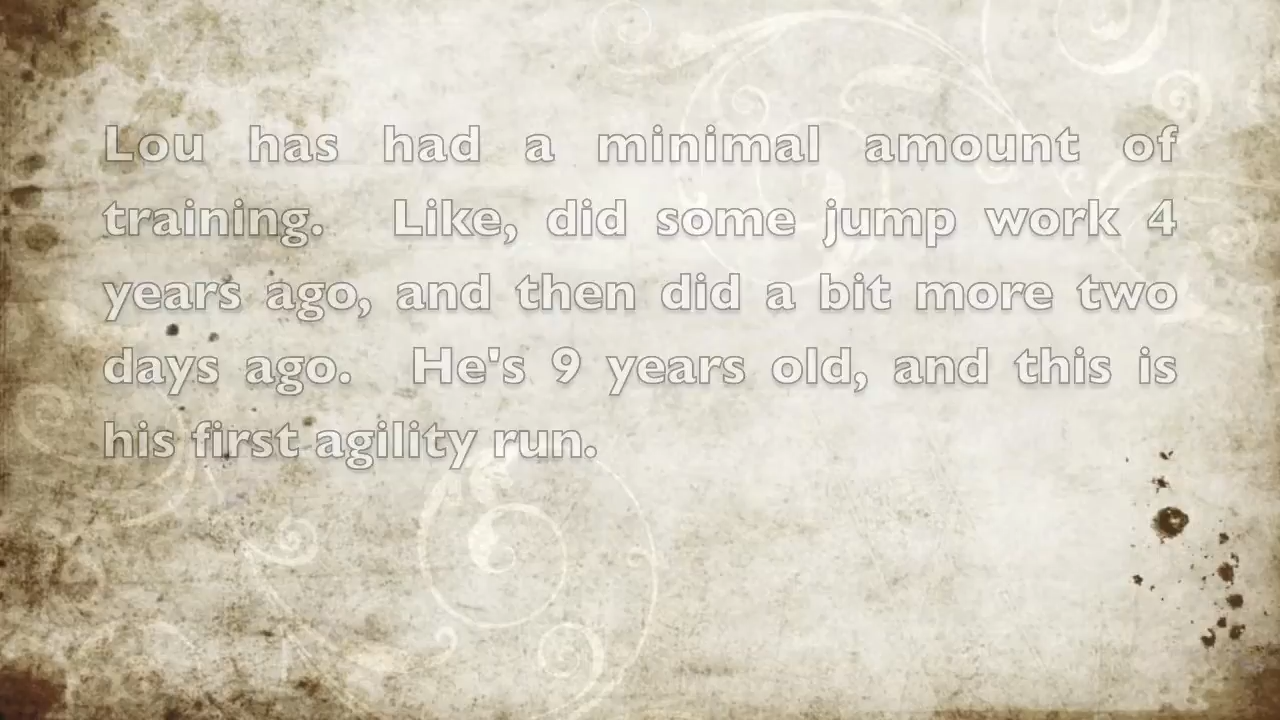 Lou has had a minimal amount of
training. Like, did some jump work 4
years ago, and then did a bit more two
days ago. He's 9 years old, and this is
his first agility run.